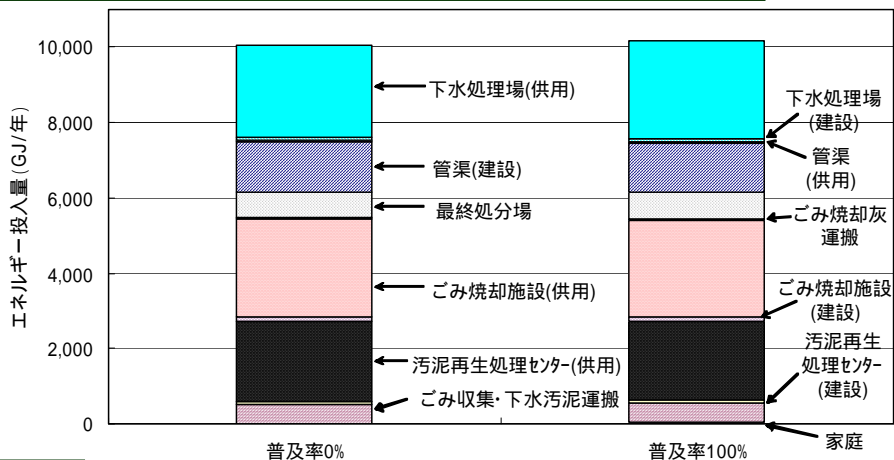 エネルギー投入量(GJ/年)
10,000
8,000
6,000
4,000
2,000
0
下水処理場(供用)
管渠(建設)
最終処分場
ごみ焼却施設(供用)
汚泥再生処理ｾﾝﾀｰ(供用)
ごみ収集･下水汚泥運搬
下水処理場
(建設)
管渠
(供用)
ごみ焼却灰
運搬
ごみ焼却施設
(建設)
汚泥再生
処理ｾﾝﾀｰ
(建設)
家庭
普及率0%
普及率100%